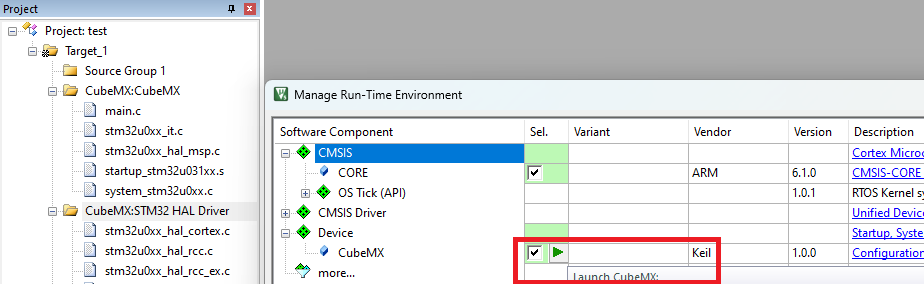 Project
Project: test
Target_1
Source Group 1
CubeMX:CubeMX
main.c
stm32u0xx_it.c
stm32u0xx_hal_msp.c
startup_stm32u031xx.s
system_stm32u0xx.c
CubeMX:STM32 HAL Driver
stm32u0xx_hal_cortex.c
stm32u0xx_hal_rcc.c
stm32u0xx_hal_rcc_ex.c
Manage Run-Time Environment
Software Component Sel. Variant Vendor Version Description
CMSIS Cortex Microc
CORE ARM 6.1.0 CMSIS-CORE
OS Tick (API) 1.0.1 RTOS Kernel sy
CMSIS Driver Unified Devic
Device Startup, Syste
CubeMX Keil 1.0.0 Configuration
more... Launch CubeMX: